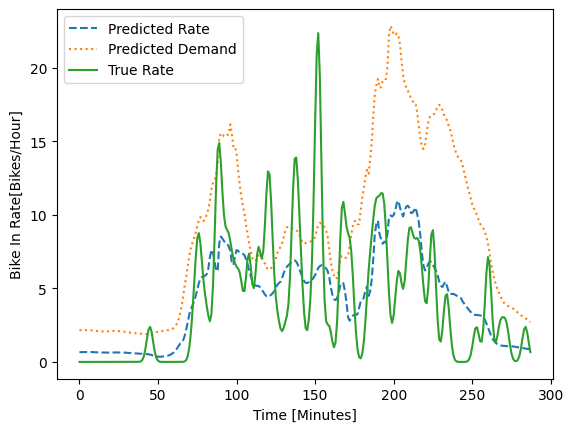 Predicted Rate
Predicted Demand
True Rate
Bike In Rate[Bikes/Hour]
20
15
10
5
0
0
50
100
150
200
250
300
Time [Minutes]